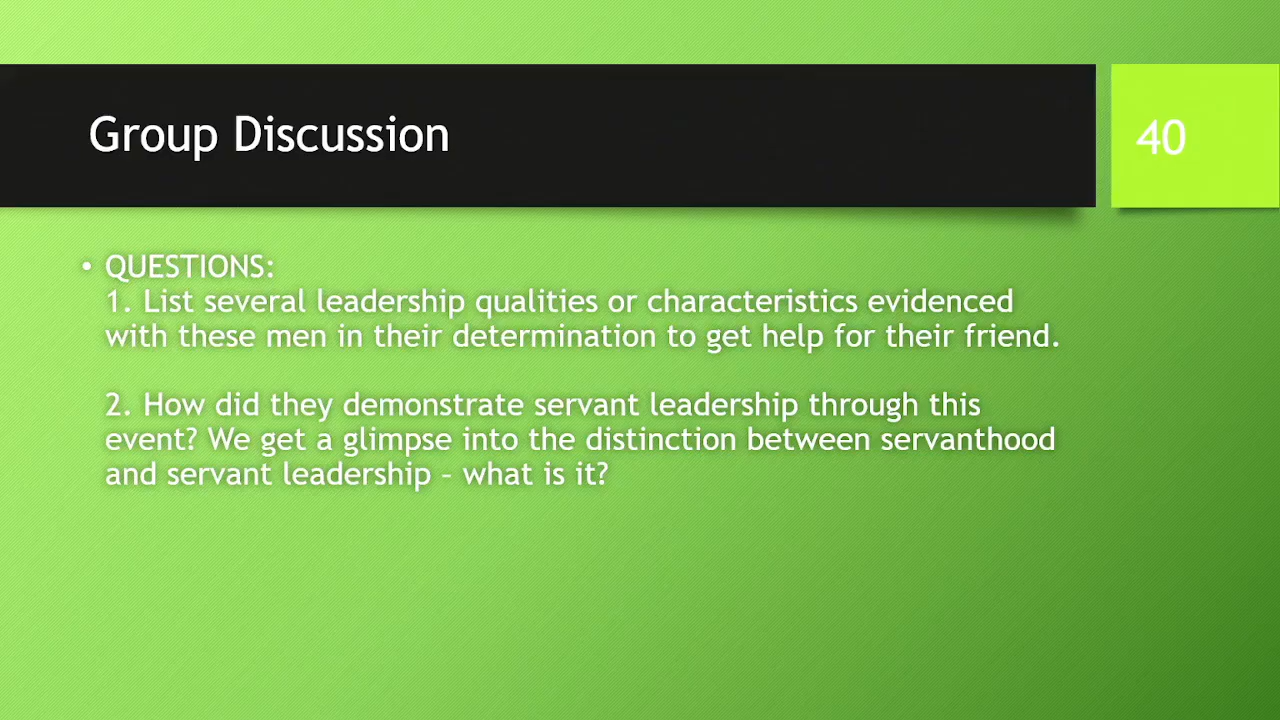 Group Discussion
40
• QUESTIONS:
1. List several leadership qualities or characteristics evidenced
with these men in their determination to get help for their friend.
2. How did they demonstrate servant leadership through this
event? We get a glimpse into the distinction between servanthood
and servant leadership – what is it?